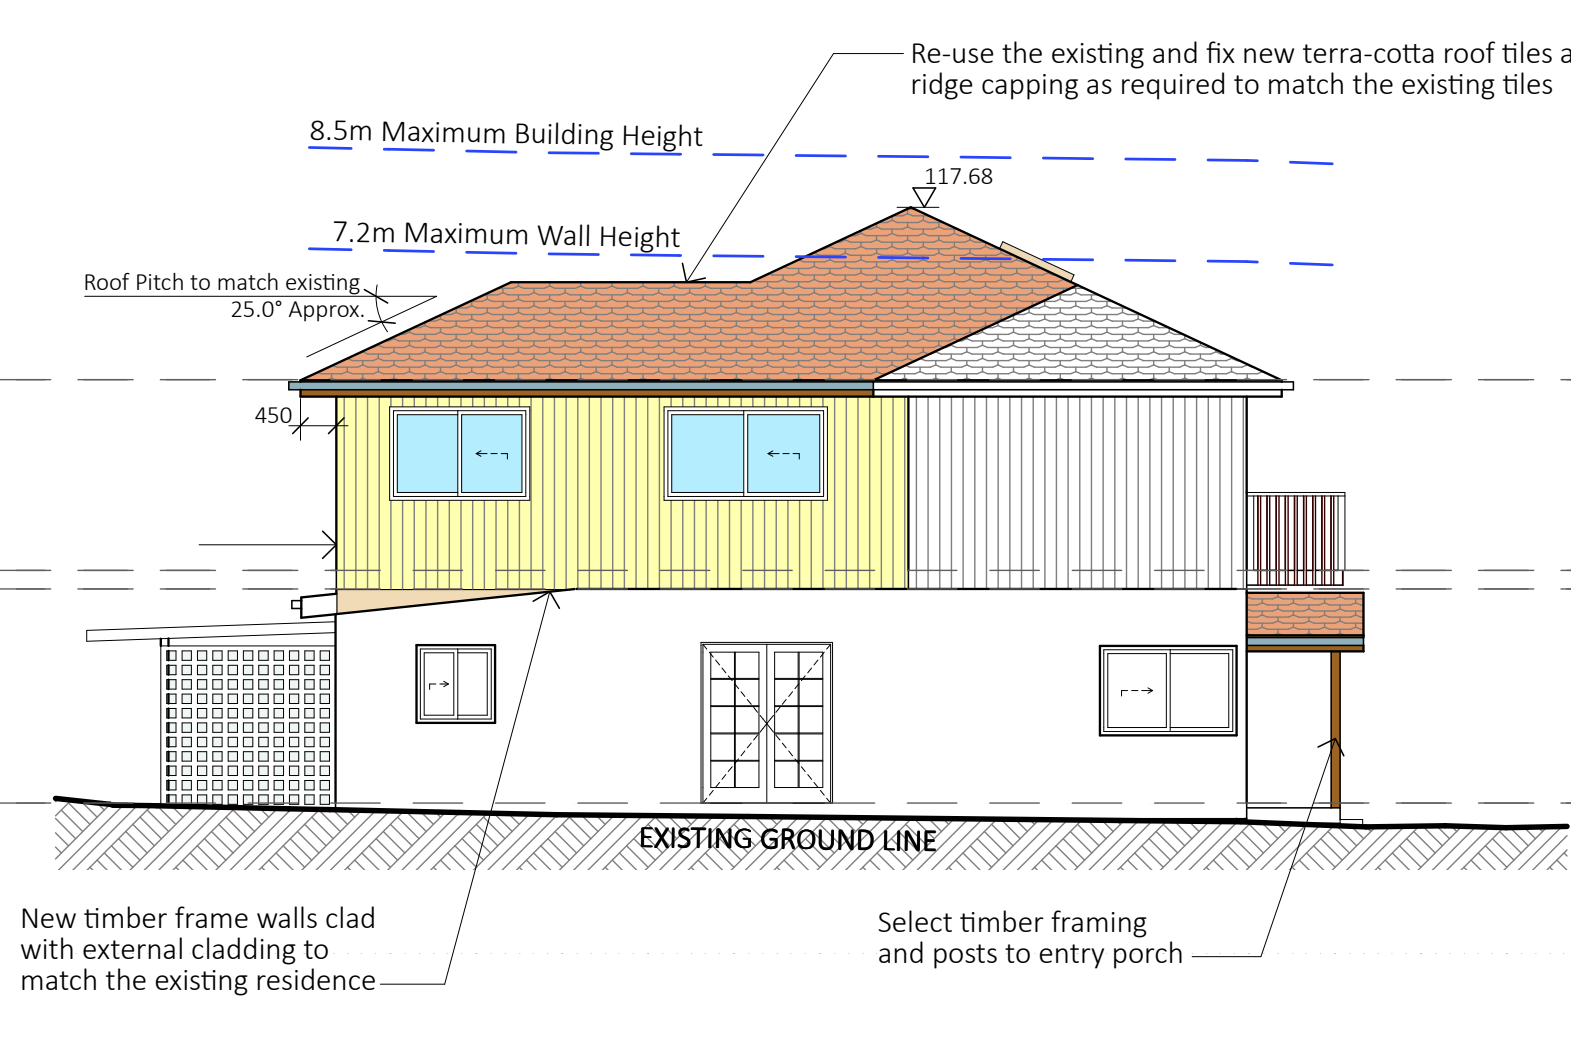 Re-use the existing and fix new terra-cotta roof tiles a
ridge capping as required to match the existing tiles
8.5m Maximum Building Height
117.68
7.2m Maximum Wall Height
Roof Pitch to match existing
25.0° Approx.
450
EXISTING GROUND LINE
New timber frame walls clad
with external cladding to
match the existing residence
Select timber framing
and posts to entry porch